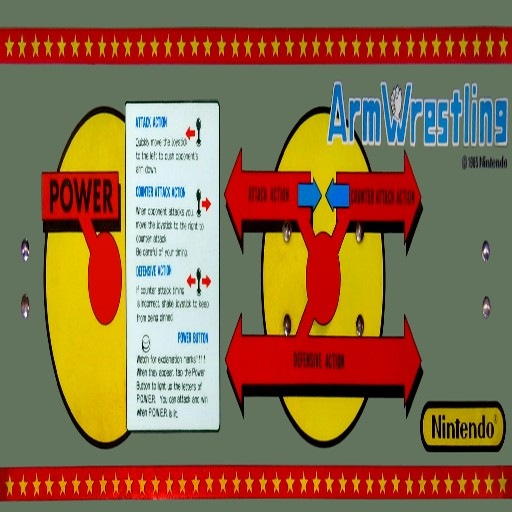 ArmWrestling
© 1985 Nintendo
POWER
ATTACK ACTION
Quickly move the joystick
to the left to push opponent's
arm down.
COUNTER ATTACK ACTION
When opponent attacks you,
move the joystick to the right to
counter attack.
Be careful of your timing.
DEFENSIVE ACTION
If counter attack timing
is incorrect, shake joystick to keep
from being pinned.
POWER BUTTON
Watch for explanation marks"!!!!
When they appear, tap the Power
Button to light up the letters of
POWER. You can attack and win
when POWER is lit.
ATTACK ACTION
COUNTER ATTACK ACTION
DEFENSIVE ACTION
Nintendo®